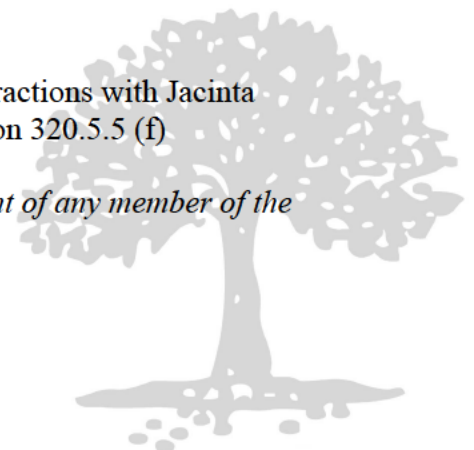 ractions with Jacinta
on 320.5.5 (f)
nt of any member of the